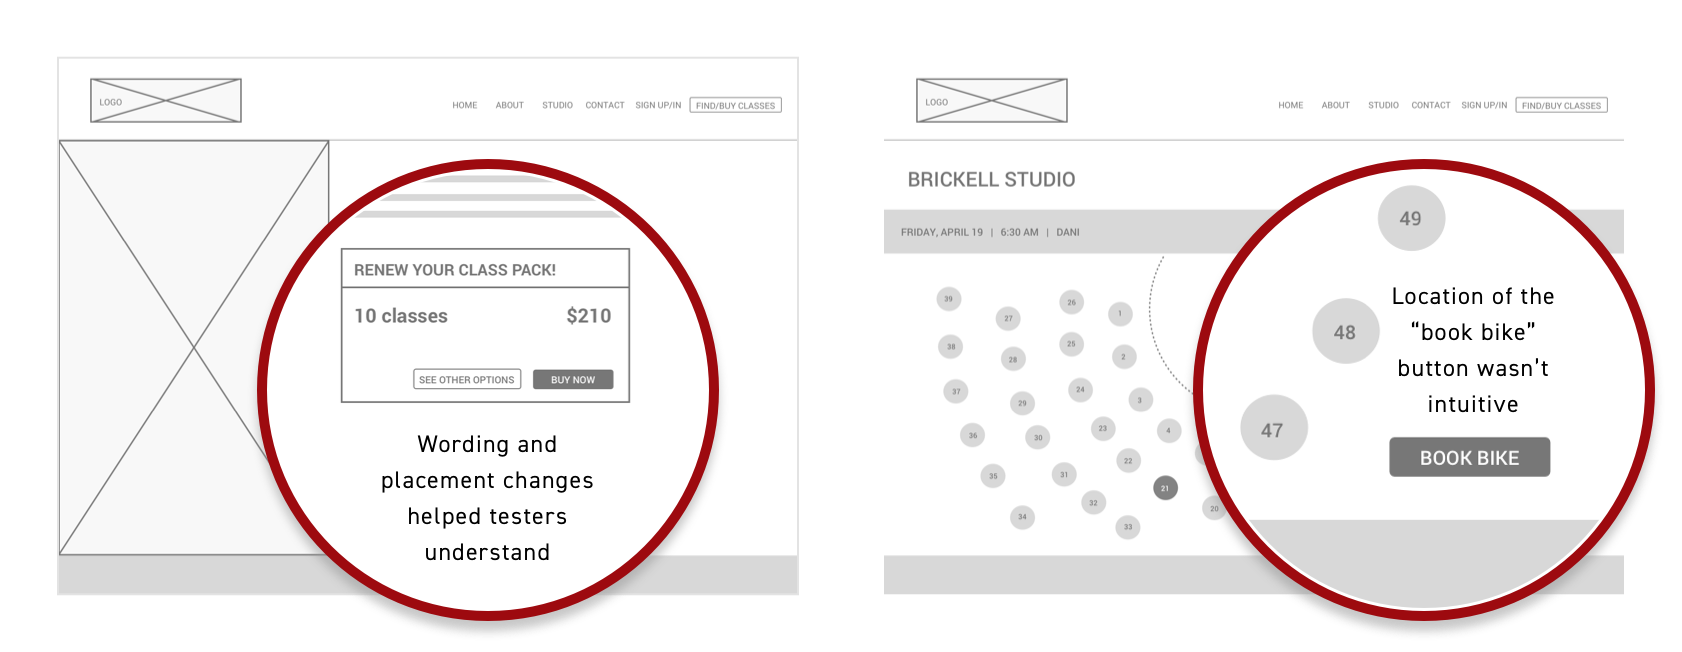 LOGO
HOME ABOUT STUDIO CONTACT SIGN UP/IN FIND/BUY CLASSES
RENEW YOUR CLASS PACK!
10 classes $210
SEE OTHER OPTIONS BUY NOW
Wording and
placement changes
helped testers
understand
LOGO
HOME ABOUT STUDIO CONTACT SIGN UP/IN FIND/BUY CLASSES
BRICKELL STUDIO
FRIDAY, APRIL 19 | 6:30 AM | DANI
39
27
26
1
38
28
25
2
37
29
24
3
36
30
23
4
35
31
22
21
34
32
33
20
49
48
47
Location of the
“book bike”
button wasn’t
intuitive
BOOK BIKE